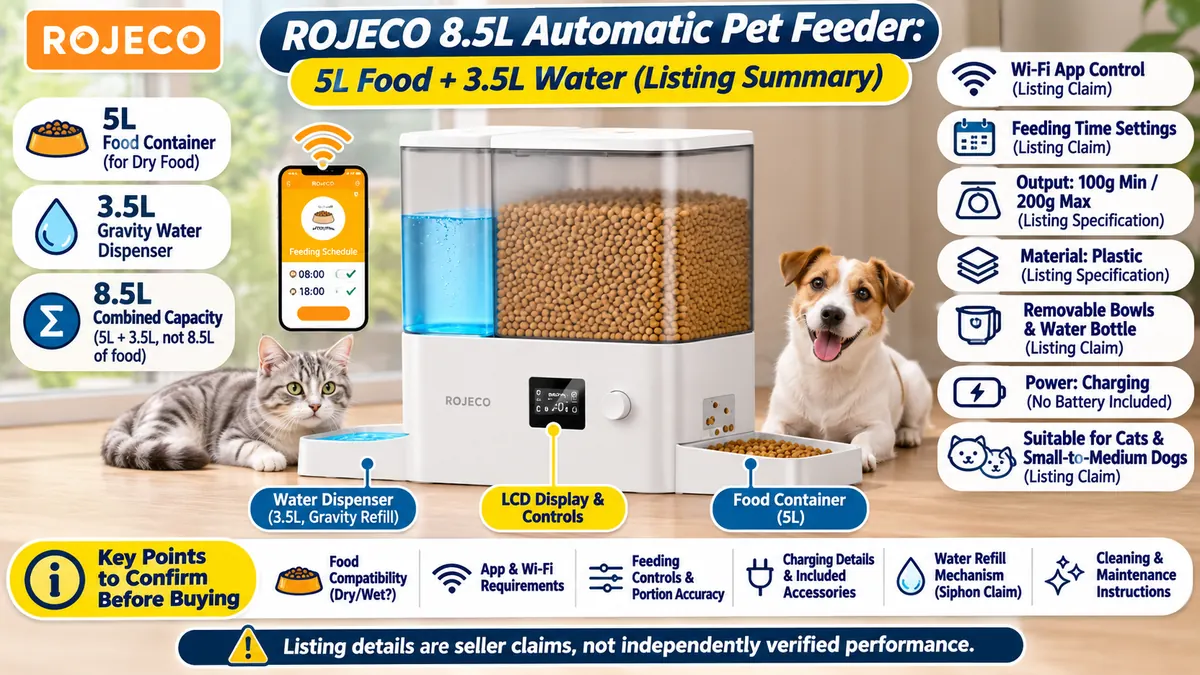 ROJECO
ROJECO 8.5L Automatic Pet Feeder:
5L Food + 3.5L Water (Listing Summary)
5L
Food Container
(for Dry Food)
3.5L
Gravity Water
Dispenser
Σ
8.5L
Combined Capacity
(5L + 3.5L, not 8.5L
of food)
ROJECO
Feeding Schedule
08:00
18:00
ROJECO
Wi-Fi App Control
(Listing Claim)
Feeding Time Settings
(Listing Claim)
Output: 100g Min /
200g Max
(Listing Specification)
Material: Plastic
(Listing Specification)
Removable Bowls
& Water Bottle
(Listing Claim)
Power: Charging
(No Battery Included)
Suitable for Cats &
Small-to-Medium Dogs
(Listing Claim)
Water Dispenser
(3.5L, Gravity Refill)
LCD Display &
Controls
Food Container
(5L)
Key Points
to Confirm
Before Buying
Food
Compatibility
(Dry/Wet?)
App & Wi-Fi
Requirements
Feeding
Controls &
Portion Accuracy
Charging Details
& Included
Accessories
Water Refill
Mechanism
(Siphon Claim)
Cleaning &
Maintenance
Instructions
Listing details are seller claims, not independently verified performance.